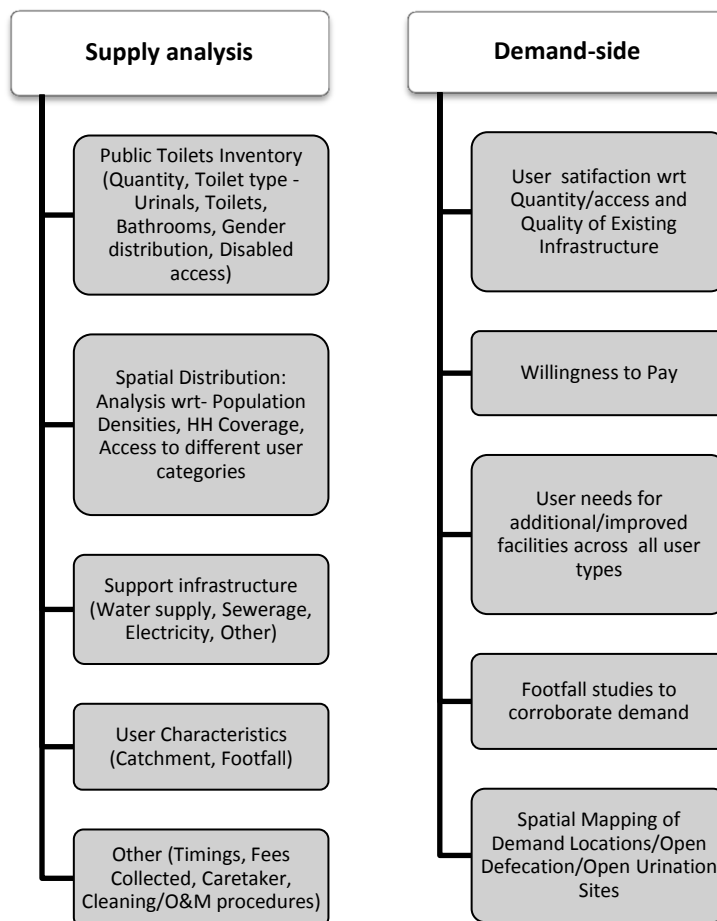 Supply analysis
Public Toilets Inventory
(Quantity, Toilet type -
Urinals, Toilets,
Bathrooms, Gender
distribution, Disabled
access)
Spatial Distribution:
Analysis wrt- Population
Densities, HH Coverage,
Access to different user
categories
Support infrastructure
(Water supply, Sewerage,
Electricity, Other)
User Characteristics
(Catchment, Footfall)
Other (Timings, Fees
Collected, Caretaker,
Cleaning/O&M procedures)
Demand-side
User satifaction wrt
Quantity/access and
Quality of Existing
Infrastructure
Willingness to Pay
User needs for
additional/improved
facilities across all user
types
Footfall studies to
corroborate demand
Spatial Mapping of
Demand Locations/Open
Defecation/Open Urination
Sites